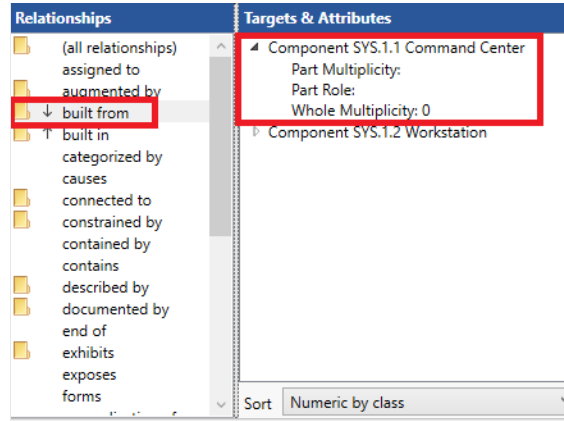 Relationships
(all relationships)
assigned to
augmented by
built from
built in
categorized by
causes
connected to
constrained by
contained by
contains
described by
documented by
end of
exhibits
exposes
forms
Targets & Attributes
Component SYS.1.1 Command Center
Part Multiplicity:
Part Role:
Whole Multiplicity: 0
Component SYS.1.2 Workstation
Sort Numeric by class